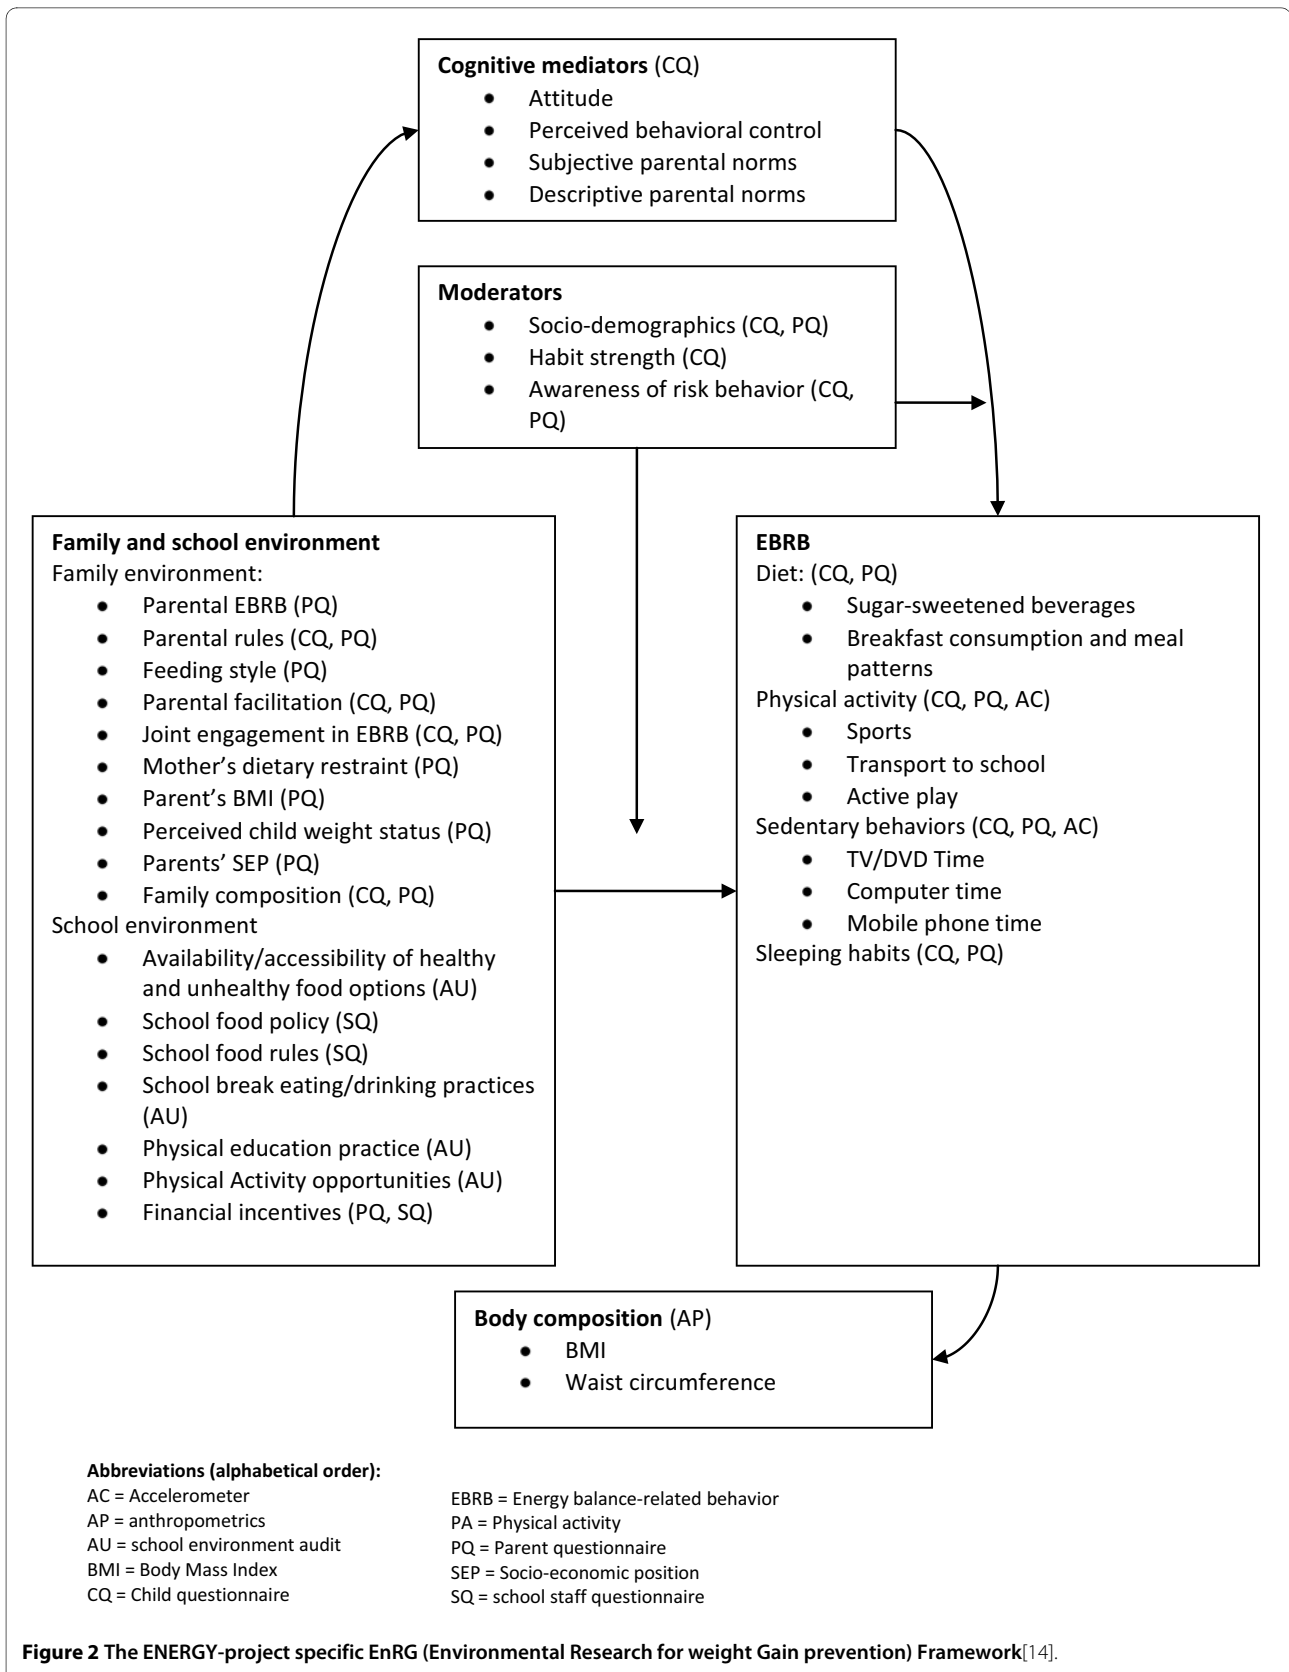 Cognitive mediators (CQ)
● Attitude
● Perceived behavioral control
● Subjective parental norms
● Descriptive parental norms
Moderators
● Socio-demographics (CQ, PQ)
● Habit strength (CQ)
● Awareness of risk behavior (CQ,
PQ)
Family and school environment
Family environment:
● Parental EBRB (PQ)
● Parental rules (CQ, PQ)
● Feeding style (PQ)
● Parental facilitation (CQ, PQ)
● Joint engagement in EBRB (CQ, PQ)
● Mother's dietary restraint (PQ)
● Parent's BMI (PQ)
● Perceived child weight status (PQ)
● Parents' SEP (PQ)
● Family composition (CQ, PQ)
School environment
● Availability/accessibility of healthy
and unhealthy food options (AU)
● School food policy (SQ)
● School food rules (SQ)
● School break eating/drinking practices
(AU)
● Physical education practice (AU)
● Physical Activity opportunities (AU)
● Financial incentives (PQ, SQ)
EBRB
Diet: (CQ, PQ)
● Sugar-sweetened beverages
● Breakfast consumption and meal
patterns
Physical activity (CQ, PQ, AC)
● Sports
● Transport to school
● Active play
Sedentary behaviors (CQ, PQ, AC)
● TV/DVD Time
● Computer time
● Mobile phone time
Sleeping habits (CQ, PQ)
Body composition (AP)
● BMI
● Waist circumference
Abbreviations (alphabetical order):
AC = Accelerometer
AP = anthropometrics
AU = school environment audit
BMI = Body Mass Index
CQ = Child questionnaire
EBRB = Energy balance-related behavior
PA = Physical activity
PQ = Parent questionnaire
SEP = Socio-economic position
SQ = school staff questionnaire
Figure 2 The ENERGY-project specific EnRG (Environmental Research for weight Gain prevention) Framework[14].